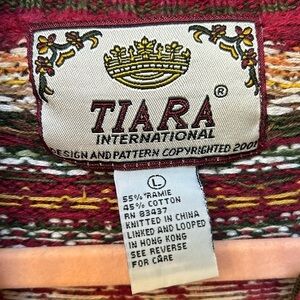 TIARA ®
INTERNATIONAL
DESIGN AND PATTERN COPYRIGHTED 2001
L
55% RAMIE
45% COTTON
RN 83437
KNITTED IN CHINA
LINKED AND LOOPED
IN HONG KONG
SEE REVERSE
FOR CARE